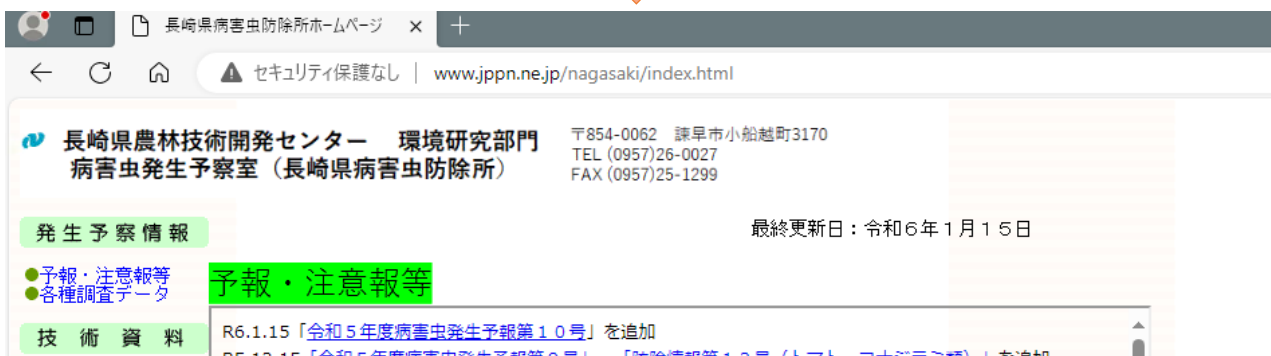 長崎県病害虫防除所ホームページ
セキュリティ保護なし www.jppn.ne.jp/nagasaki/index.html
長崎県農林技術開発センター 環境研究部門
病害虫発生予察室（長崎県病害虫防除所）
〒854-0062 諫早市小船越町3170
TEL (0957)26-0027
FAX (0957)25-1299
発生予察情報
最終更新日：令和６年１月１５日
●予報・注意報等
●各種調査データ
予報・注意報等
技 術 資 料
R6.1.15「令和５年度病害虫発生予報第１０号」を追加